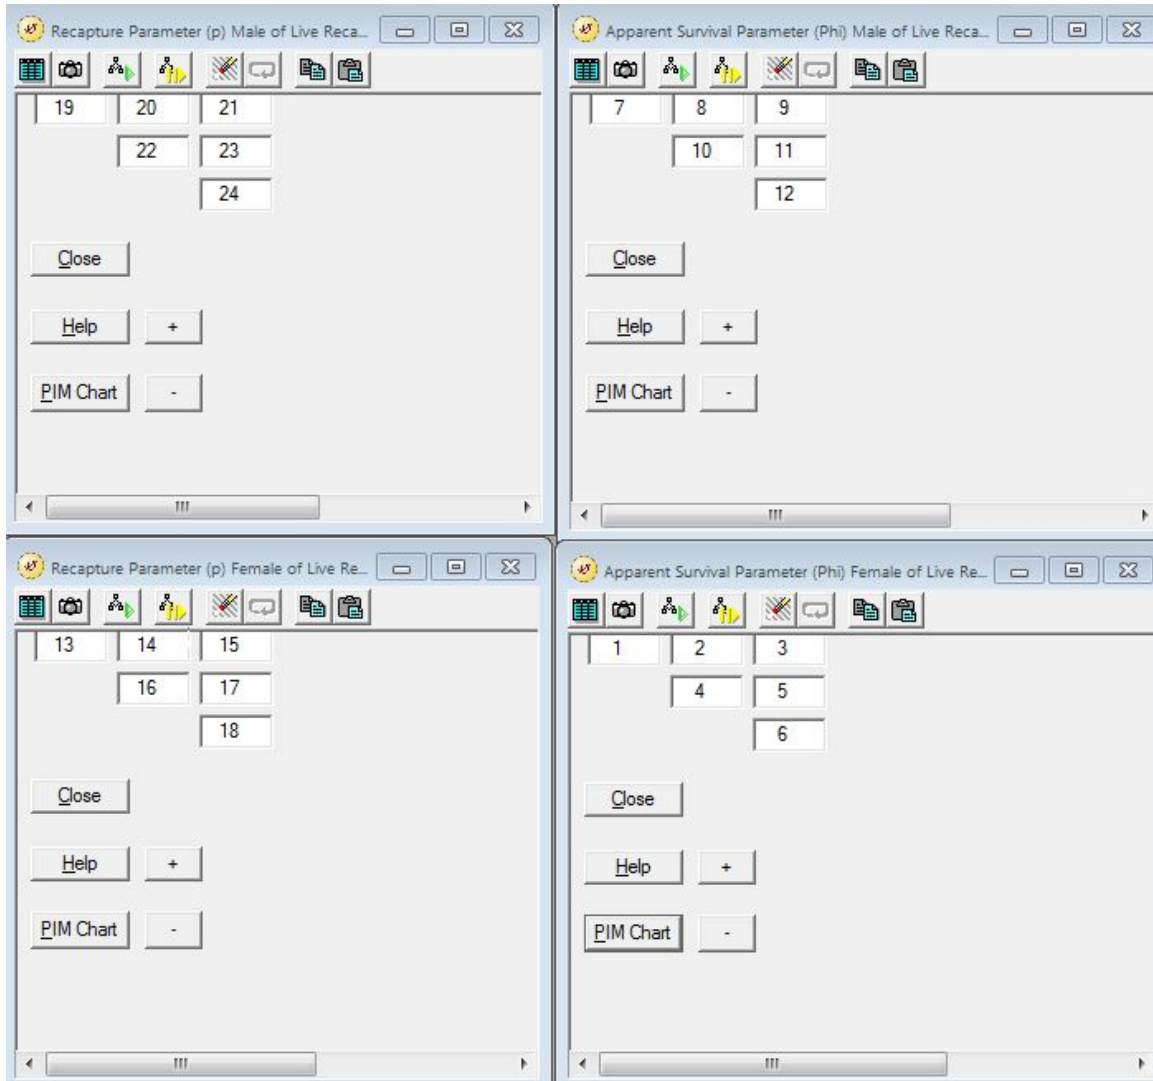 Recapture Parameter (p) Male of Live Reca...
19 20 21
22 23
24
Close
Help +
PIM Chart -
Apparent Survival Parameter (Phi) Male of Live Reca...
7 8 9
10 11
12
Close
Help +
PIM Chart -
Recapture Parameter (p) Female of Live Re...
13 14 15
16 17
18
Close
Help +
PIM Chart -
Apparent Survival Parameter (Phi) Female of Live Re...
1 2 3
4 5
6
Close
Help +
PIM Chart -